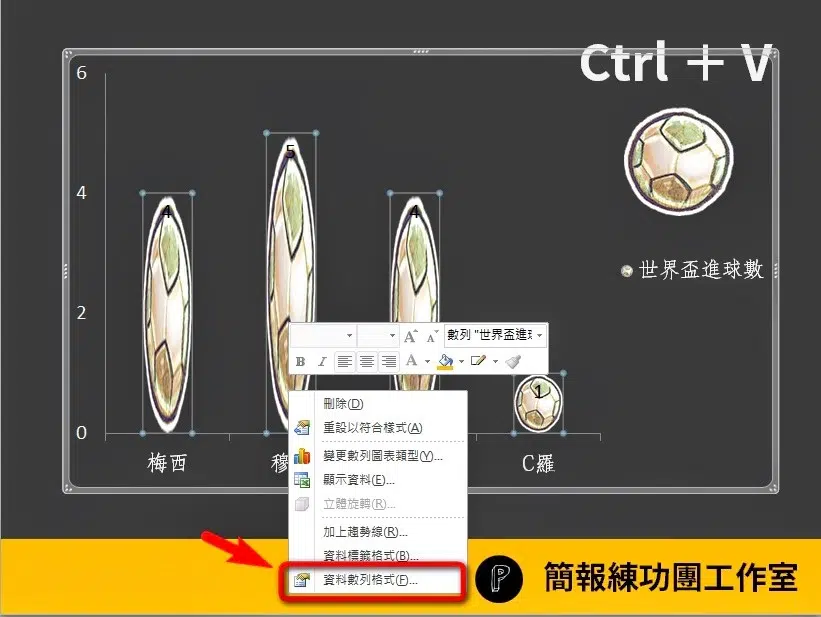 Ctrl + V
6
4
2
0
4
5
4
1
世界盃進球數
梅西
穆
C羅
數列 "世界盃進球
B I A
刪除(D)
重設以符合樣式(A)
變更數列圖表類型(Y)...
顯示資料(E)...
立體旋轉(R)...
加上趨勢線(R)...
資料標籤格式(B)...
資料數列格式(F)...
P
簡報練功團工作室